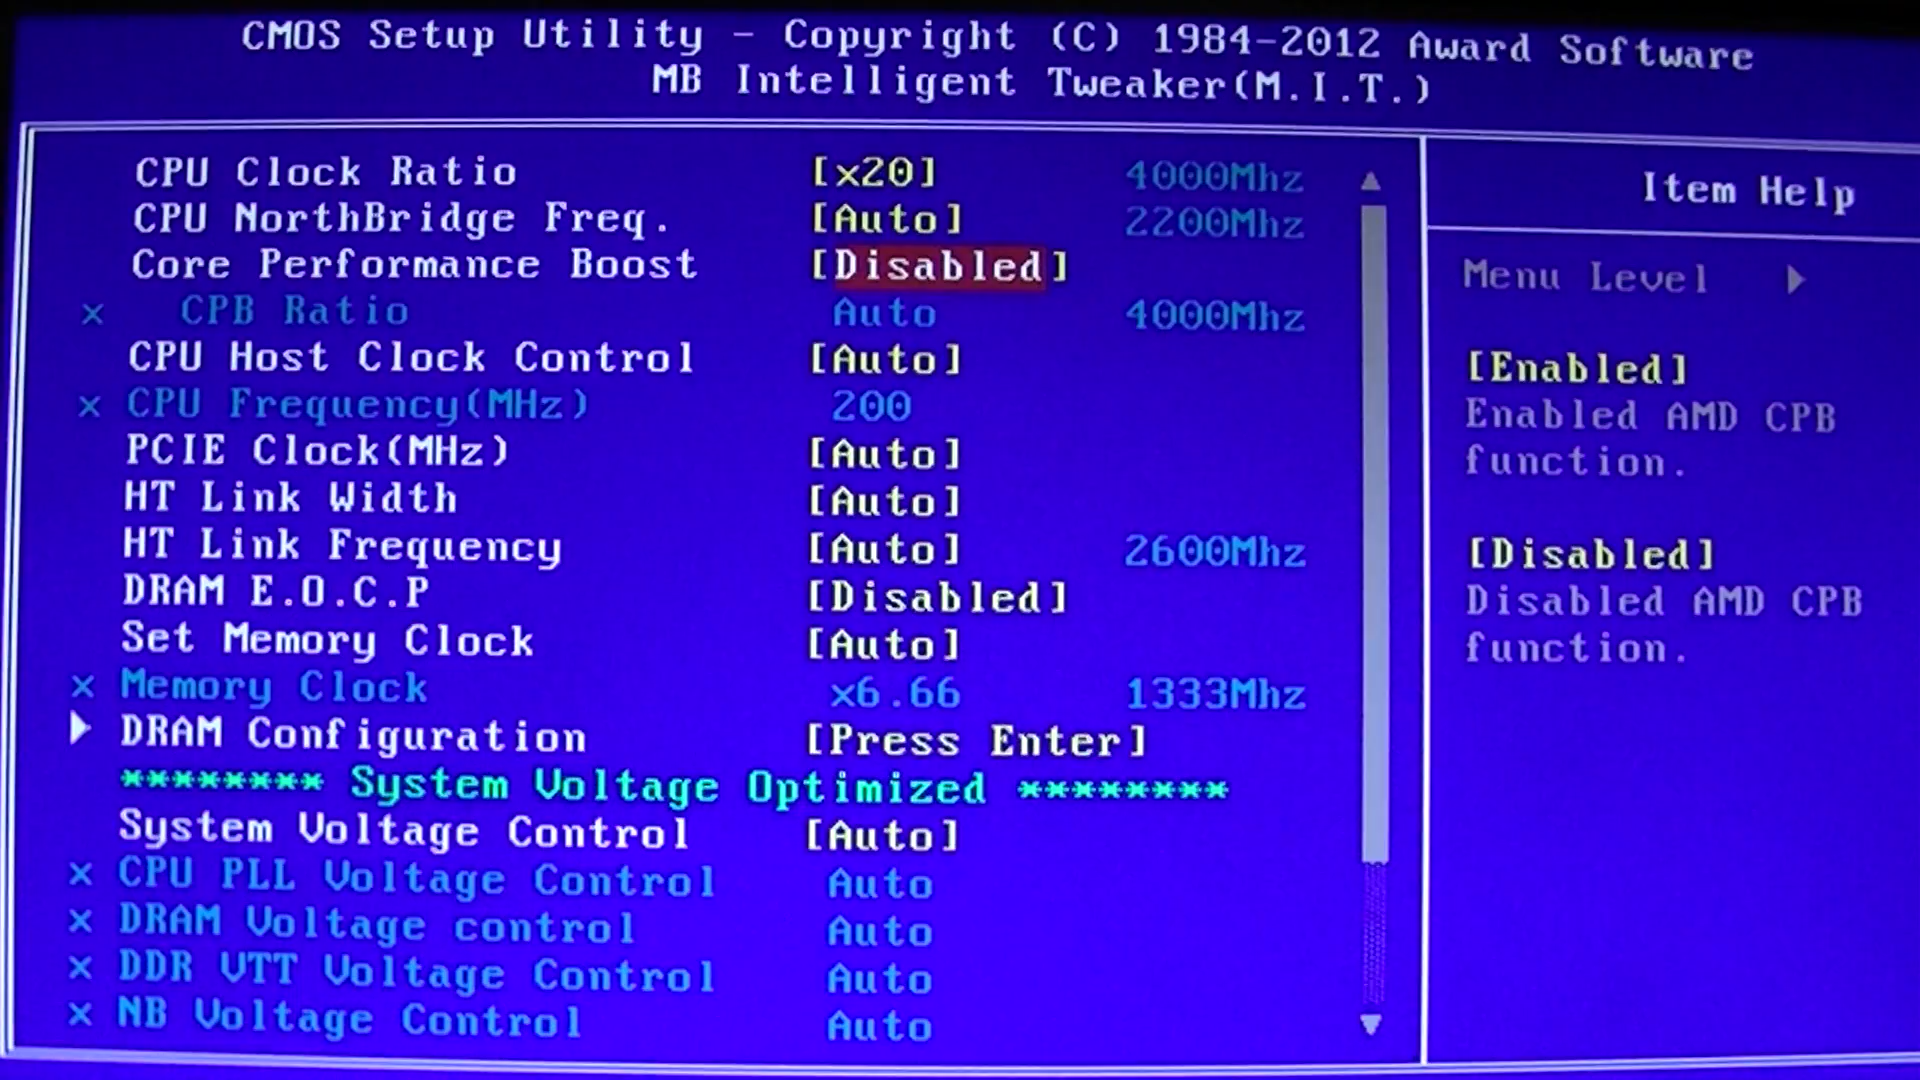 CMOS Setup Utility - Copyright (C) 1984-2012 Award Software
MB Intelligent Tweaker(M.I.T.)
CPU Clock Ratio [x20] 4000Mhz
CPU NorthBridge Freq. [Auto] 2200Mhz
Core Performance Boost [Disabled]
x CPB Ratio Auto 4000Mhz
CPU Host Clock Control [Auto]
x CPU Frequency(MHz) 200
PCIE Clock(MHz) [Auto]
HT Link Width [Auto]
HT Link Frequency [Auto] 2600Mhz
DRAM E.O.C.P [Disabled]
Set Memory Clock [Auto]
x Memory Clock x6.66 1333Mhz
DRAM Configuration [Press Enter]
******** System Voltage Optimized ********
System Voltage Control [Auto]
x CPU PLL Voltage Control Auto
x DRAM Voltage control Auto
x DDR VTT Voltage Control Auto
x NB Voltage Control Auto
Item Help
Menu Level
[Enabled]
Enabled AMD CPB
function.
[Disabled]
Disabled AMD CPB
function.